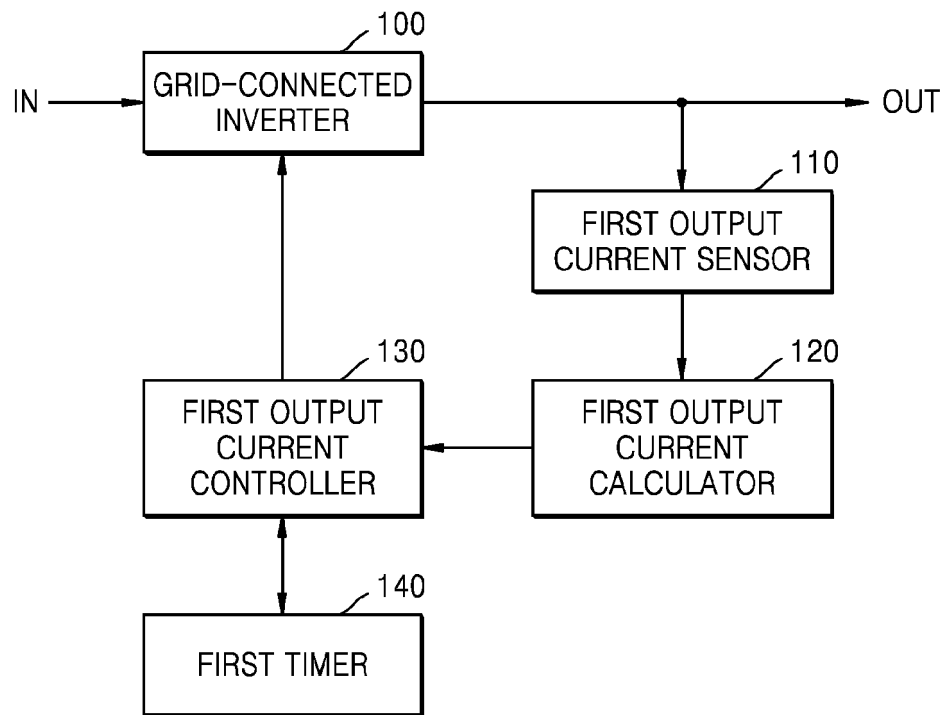 100
IN
GRID-CONNECTED
INVERTER
OUT
110
FIRST OUTPUT
CURRENT SENSOR
130
FIRST OUTPUT
CURRENT
CONTROLLER
120
FIRST OUTPUT
CURRENT
CALCULATOR
140
FIRST TIMER